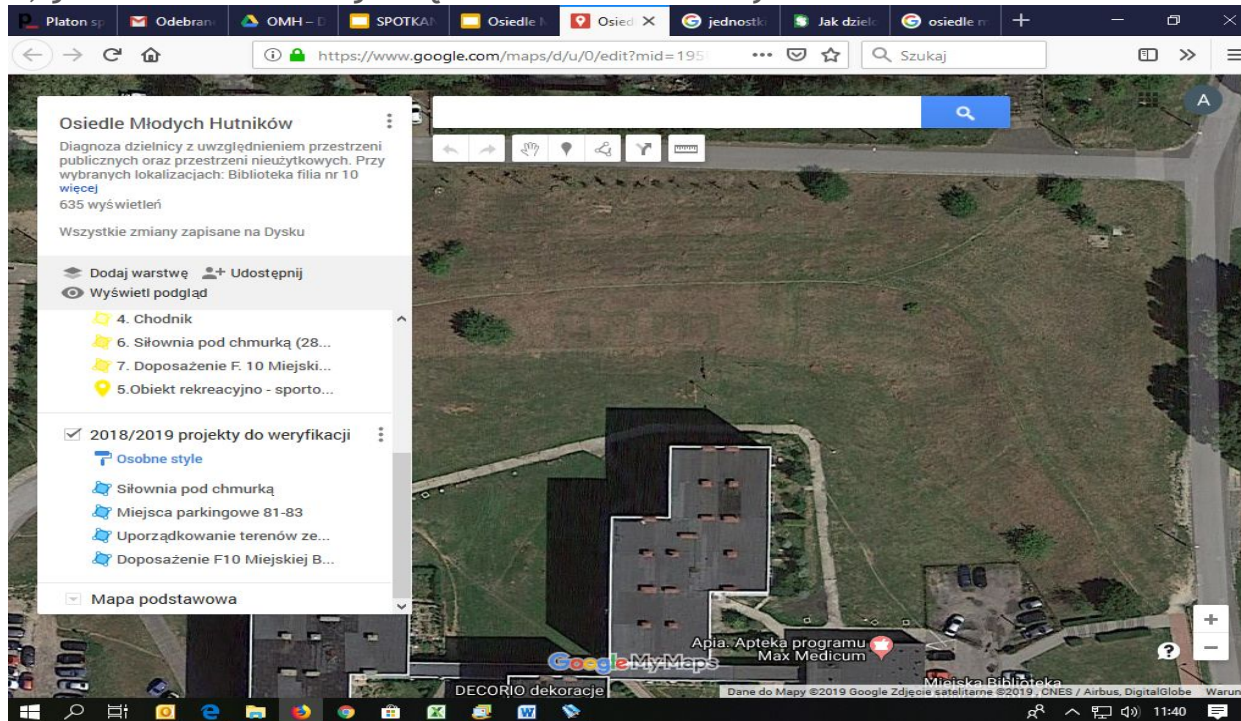 Platon sp
Odebran
OMH – D
SPOTKAN
Osiedle M
Osied
jednostki
Jak dziel
osiedle m
https://www.google.com/maps/d/u/0/edit?mid=195
Szukaj
A
Osiedle Młodych Hutników
Diagnoza dzielnicy z uwzględnieniem przestrzeni
publicznych oraz przestrzeni nieużytkowych. Przy
wybranych lokalizacjach: Biblioteka filia nr 10
więcej
635 wyświetleń
Wszystkie zmiany zapisane na Dysku
Dodaj warstwę
Udostępnij
Wyświetl podgląd
4. Chodnik
6. Siłownia pod chmurką (28...
7. Doposażenie F. 10 Miejski...
5.Obiekt rekreacyjno - sporto...
2018/2019 projekty do weryfikacji
Osobne style
Siłownia pod chmurką
Miejsca parkingowe 81-83
Uporządkowanie terenów ze...
Doposażenie F10 Miejskiej B...
Mapa podstawowa
Apia. Apteka programu
Max Medicum
Google My Maps
Miejska Biblioteka
DECORIO dekoracje
Dane do Mapy ©2019 Google Zdjęcie satelitarne ©2019 , CNES / Airbus, DigitalGlobe
Warun
11:40